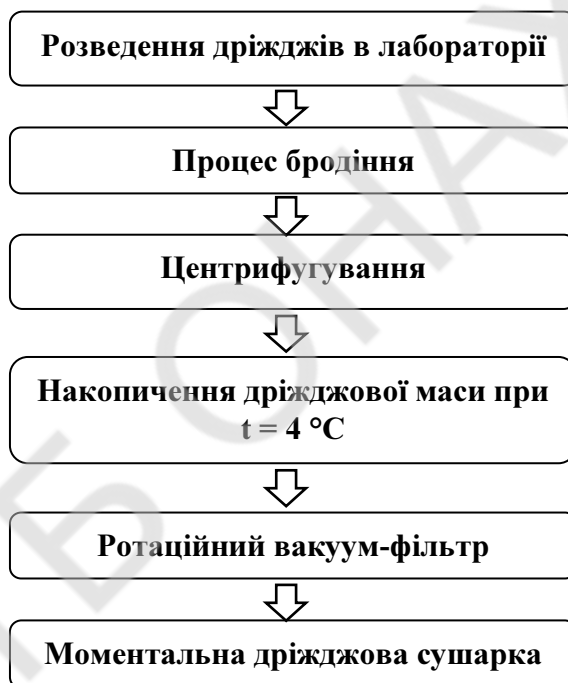 Розведення дріжджів в лабораторії
Процес бродіння
Центрифугування
Накопичення дріжджової маси при
t = 4 °C
Ротаційний вакуум-фільтр
Моментальна дріжджова сушарка